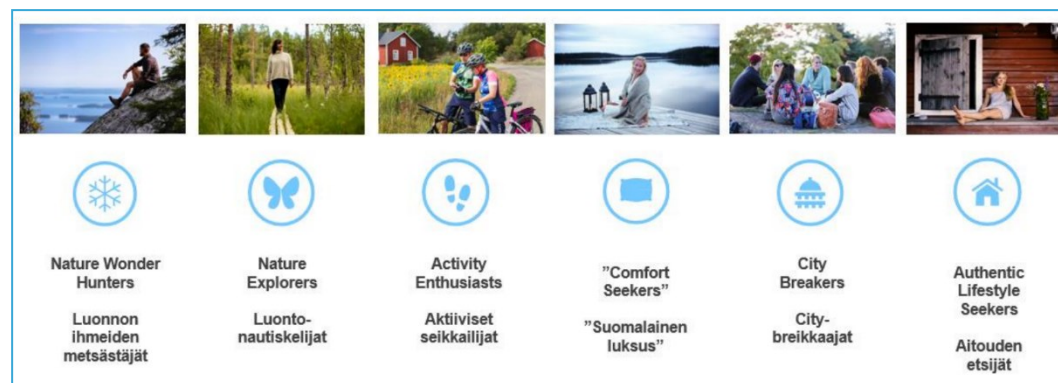 Nature Wonder
Hunters
Luonnon
ihmeiden
metsästäjät
Nature
Explorers
Luonto-
nautiskelijat
Activity
Enthusiasts
Aktiiviset
seikkailijat
”Comfort
Seekers”
”Suomalainen
luksus”
City
Breakers
City-
breikkaajat
Authentic
Lifestyle
Seekers
Aitouden
etsijät